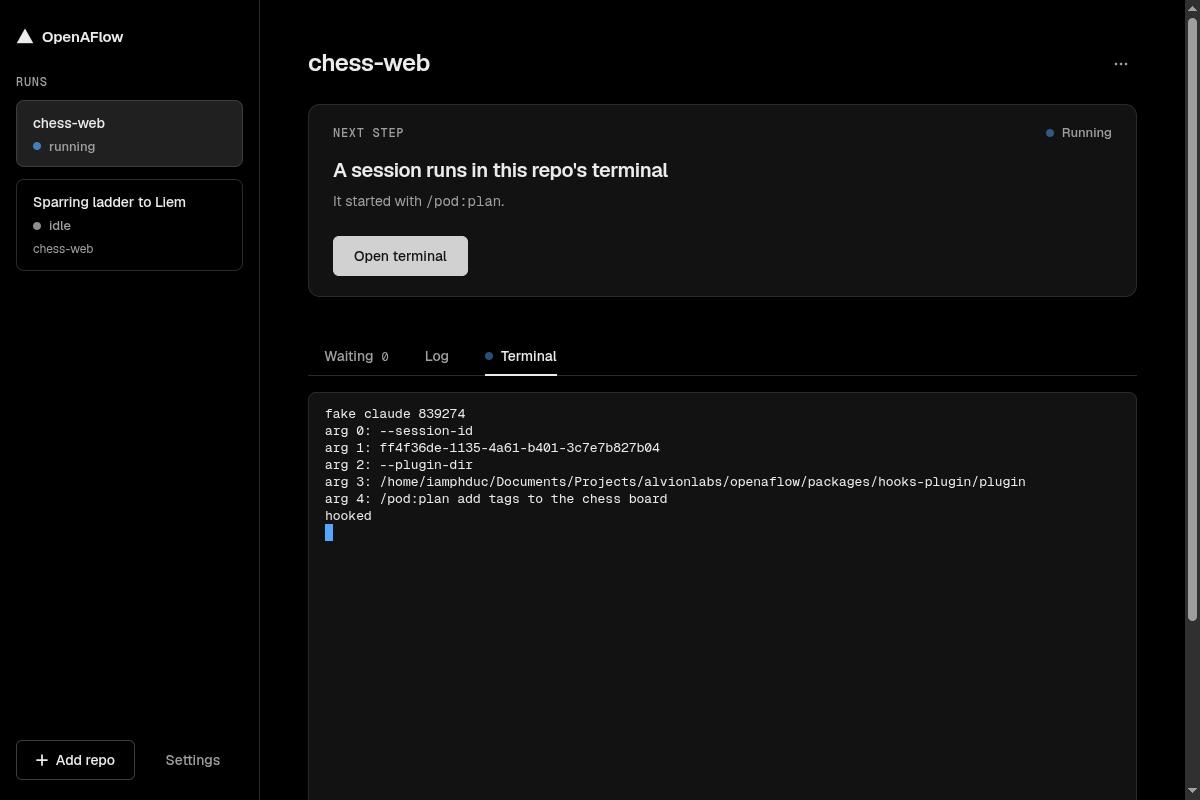 OpenAFlow
RUNS
chess-web
running
Sparring ladder to Liem
idle
chess-web
Add repo
Settings
chess-web
NEXT STEP
Running
A session runs in this repo's terminal
It started with /pod:plan.
Open terminal
Waiting 0
Log
Terminal
fake claude 839274
arg 0: --session-id
arg 1: ff4f36de-1135-4a61-b401-3c7e7b827b04
arg 2: --plugin-dir
arg 3: /home/iamphduc/Documents/Projects/alvionlabs/openaflow/packages/hooks-plugin/plugin
arg 4: /pod:plan add tags to the chess board
hooked